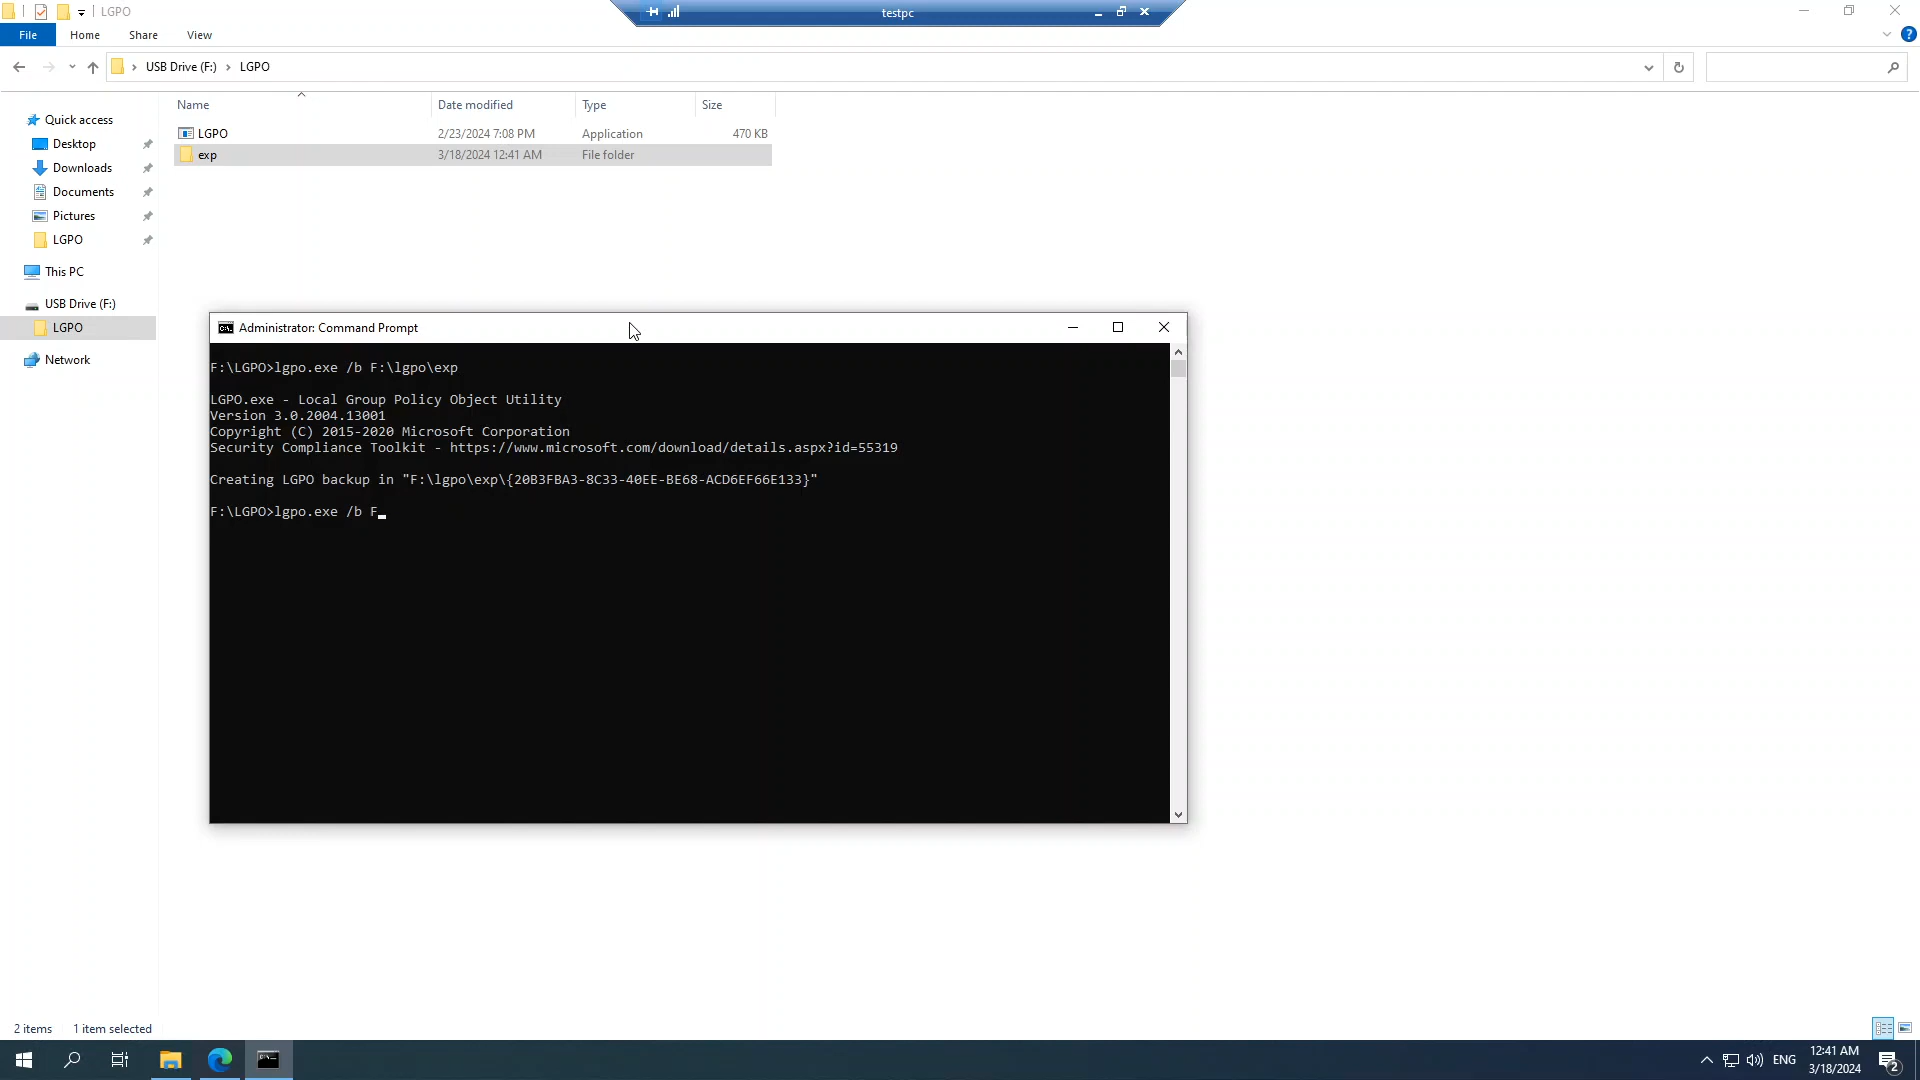 LGPO
testpc
File Home Share View
?
USB Drive (F:) LGPO
Name Date modified Type Size
LGPO 2/23/2024 7:08 PM Application 470 KB
exp 3/18/2024 12:41 AM File folder
Quick access
Desktop
Downloads
Documents
Pictures
LGPO
This PC
USB Drive (F:)
LGPO
Network
Administrator: Command Prompt
F:\LGPO>lgpo.exe /b F:\lgpo\exp
LGPO.exe - Local Group Policy Object Utility
Version 3.0.2004.13001
Copyright (C) 2015-2020 Microsoft Corporation
Security Compliance Toolkit - https://www.microsoft.com/download/details.aspx?id=55319
Creating LGPO backup in "F:\lgpo\exp\{20B3FBA3-8C33-40EE-BE68-ACD6EF66E133}"
F:\LGPO>lgpo.exe /b F
2 items 1 item selected
ENG
12:41 AM
3/18/2024
2